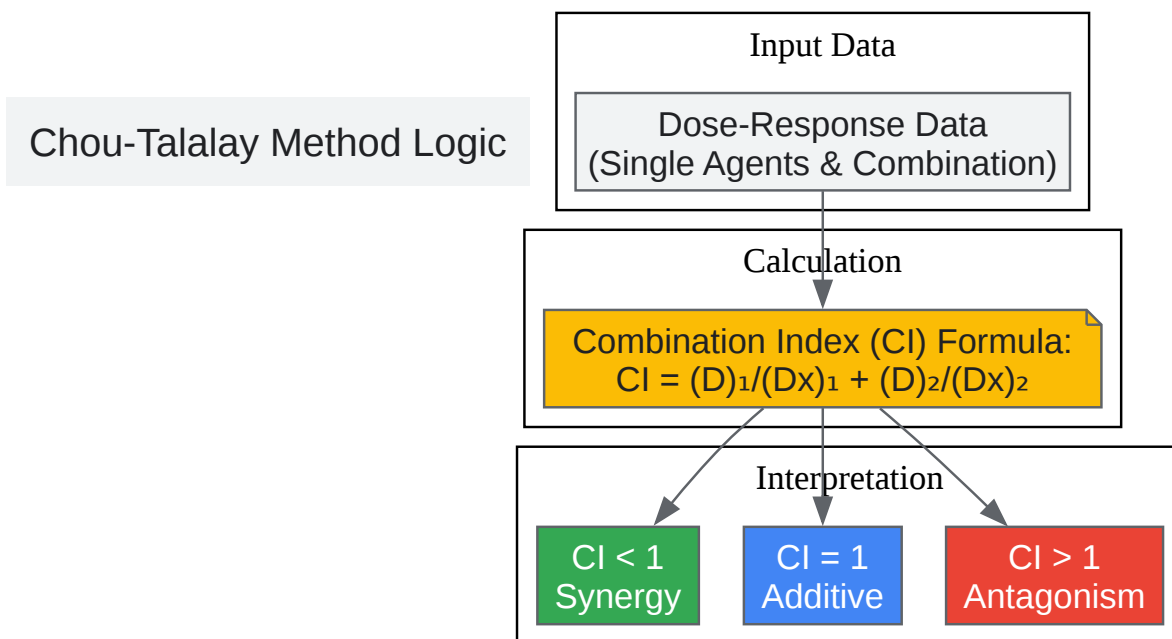 Input Data
Chou-Talalay Method Logic
Dose-Response Data
(Single Agents & Combination)
Calculation
Combination Index (CI) Formula:
CI = (D)₁/(Dx)₁ + (D)₂/(Dx)₂
Interpretation
CI < 1
Synergy
CI = 1
Additive
CI > 1
Antagonism